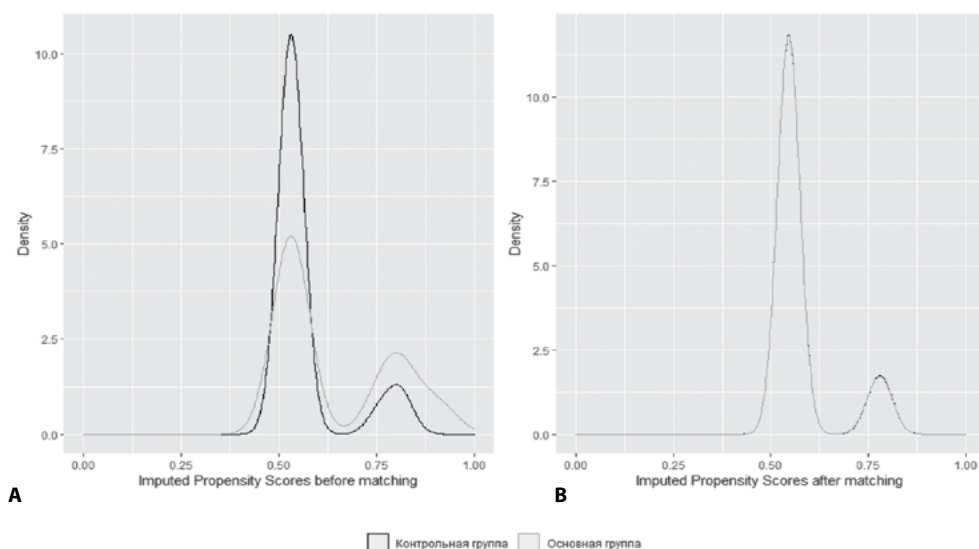 10.0
7.5
5.0
2.5
0.0
Density
0.00 0.25 0.50 0.75 1.00
Imputed Propensity Scores before matching
A
10.0
7.5
5.0
2.5
0.0
Density
0.00 0.25 0.50 0.75 1.00
Imputed Propensity Scores after matching
B
Контрольная группа Основная группа